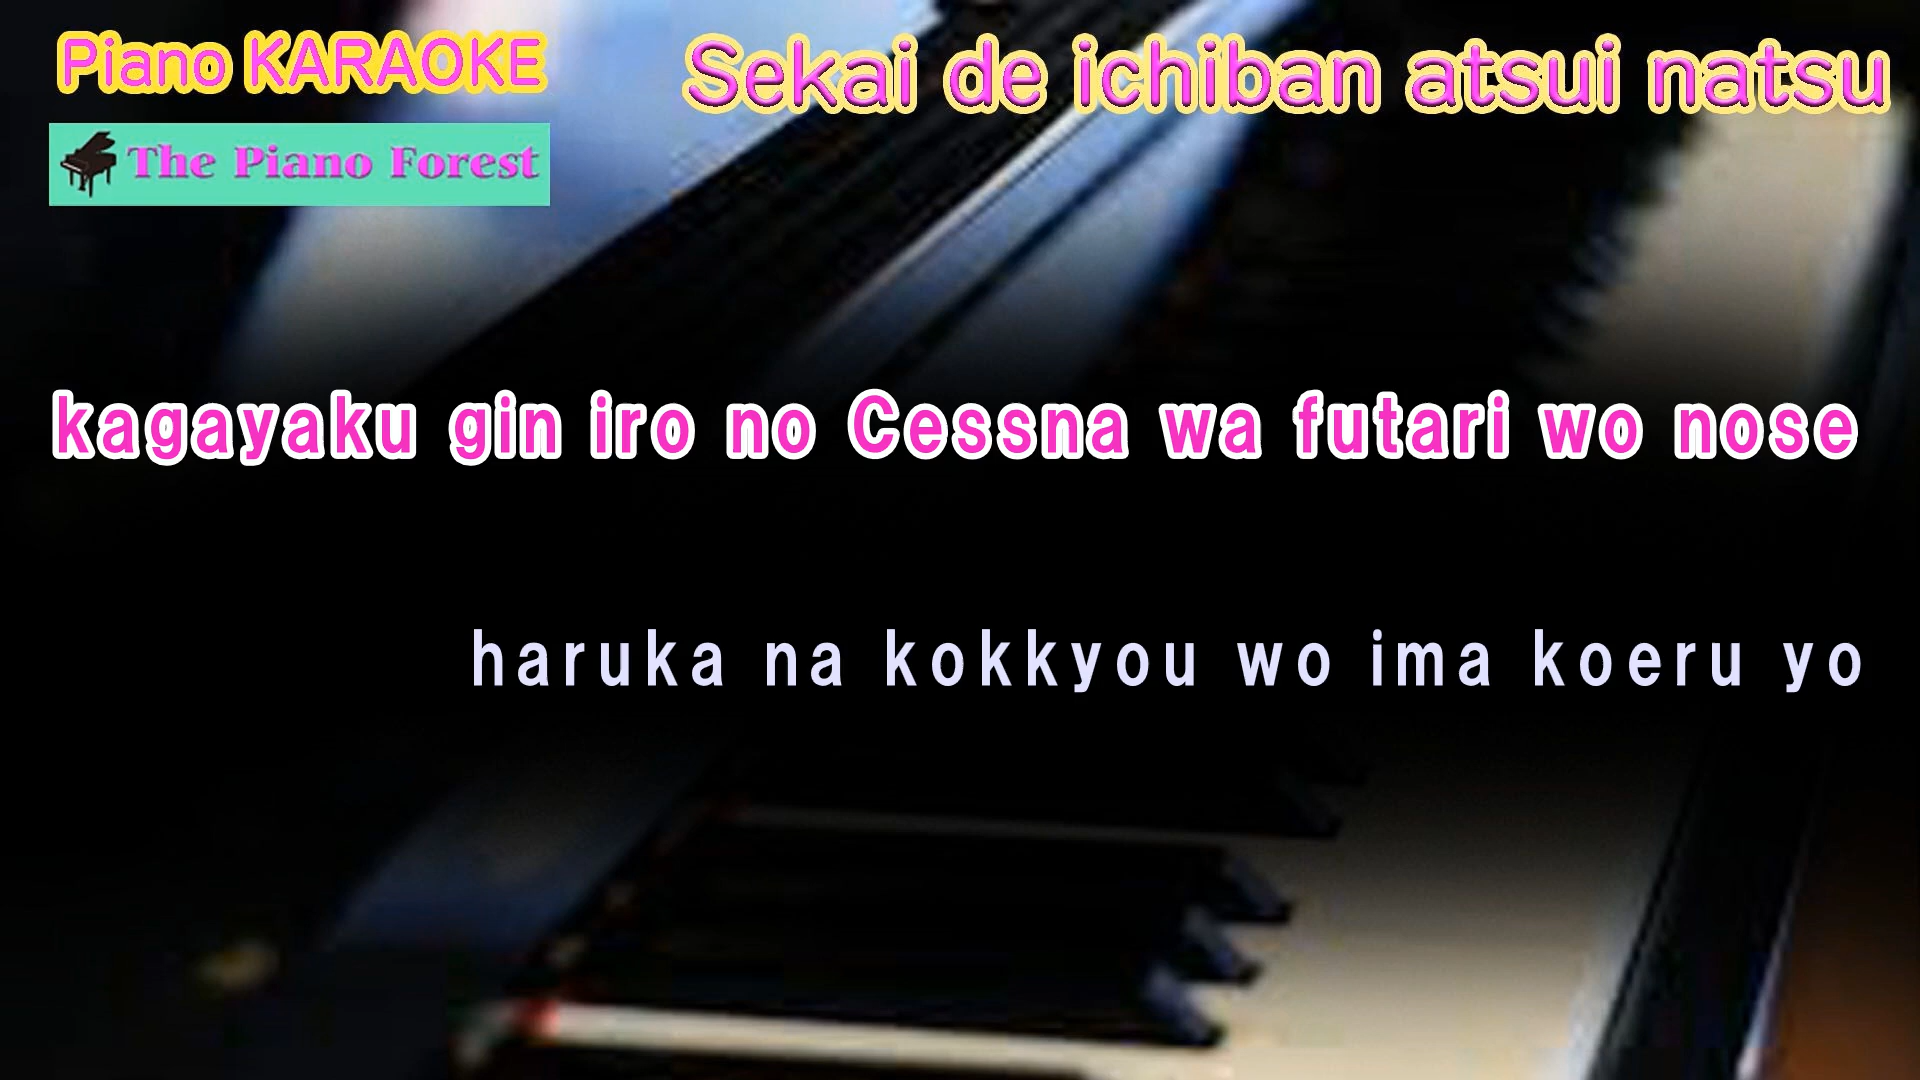 Piano KARAOKE
Sekai de ichiban atsui natsu
The Piano Forest
kagayaku gin iro no Cessna wa futari wo nose
haruka na kokkyou wo ima koeru yo